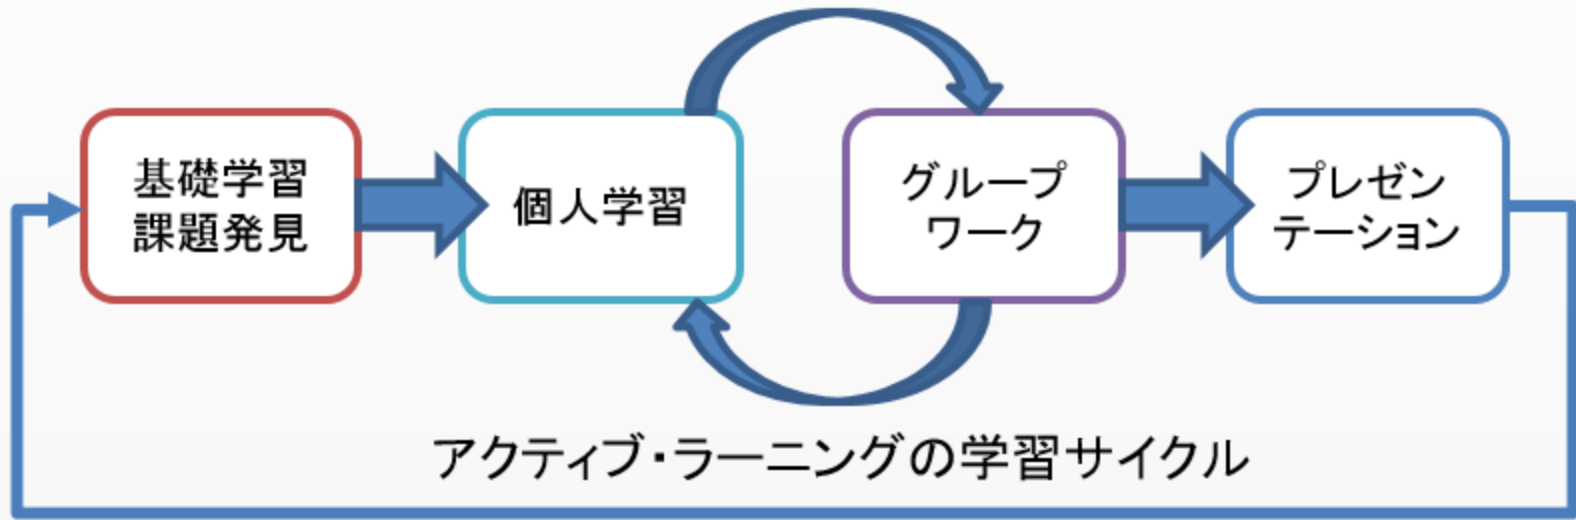 基礎学習
課題発見
個人学習
グループ
ワーク
プレゼン
テーション
アクティブ・ラーニングの学習サイクル